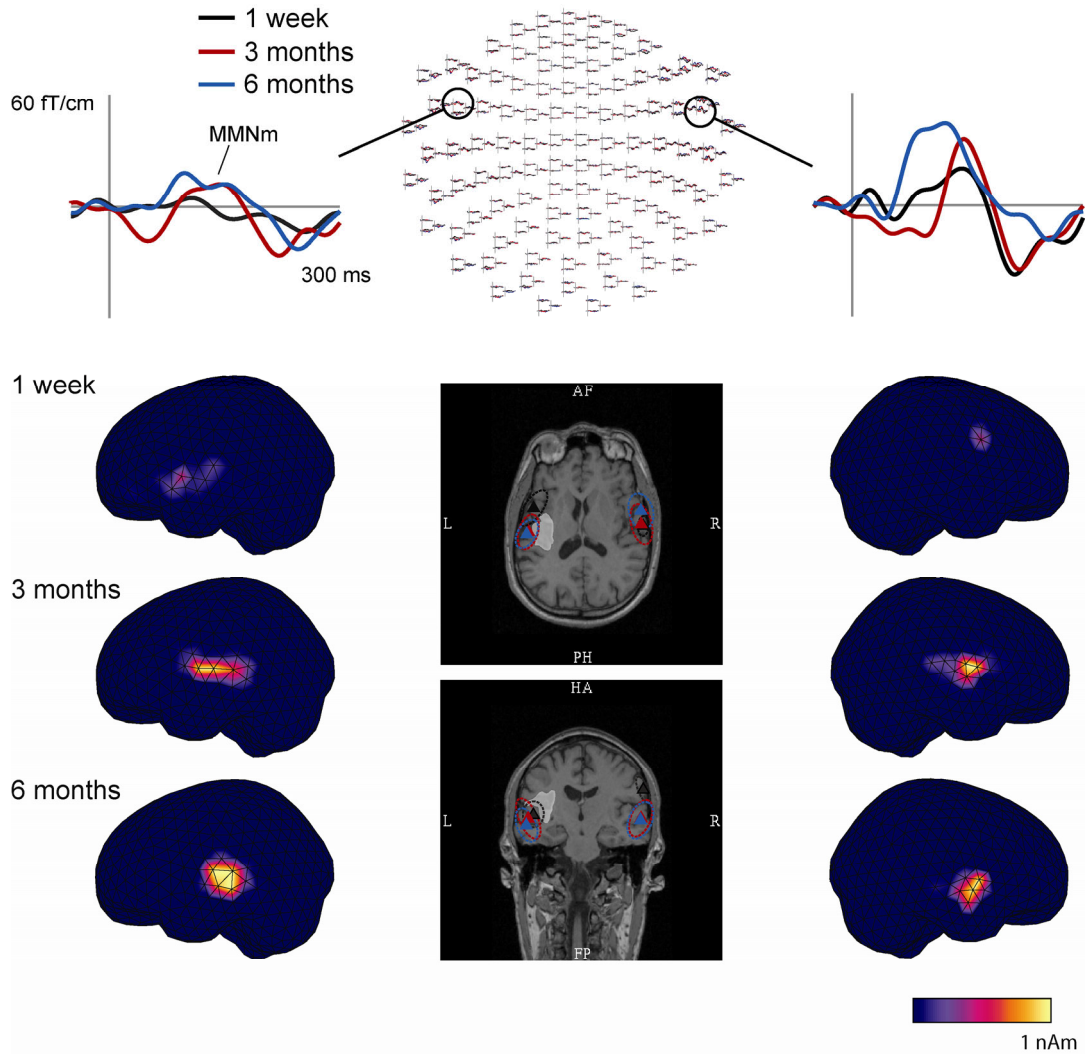 1 week
3 months
6 months
60 fT/cm
MMNm
300 ms
1 week
AF
L
R
PH
3 months
HA
6 months
L
R
FP
1 nAm